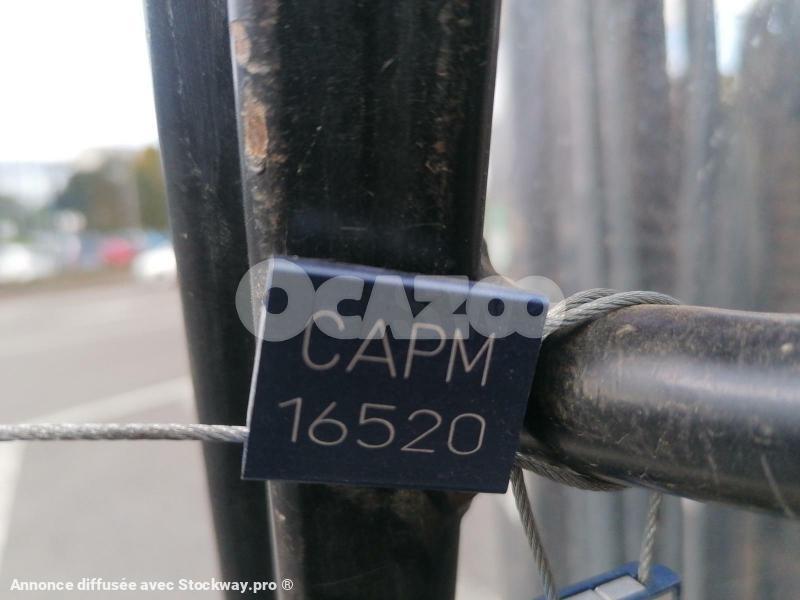 OCAZOO
CAPM
16520
Annonce diffusée avec Stockway.pro ®